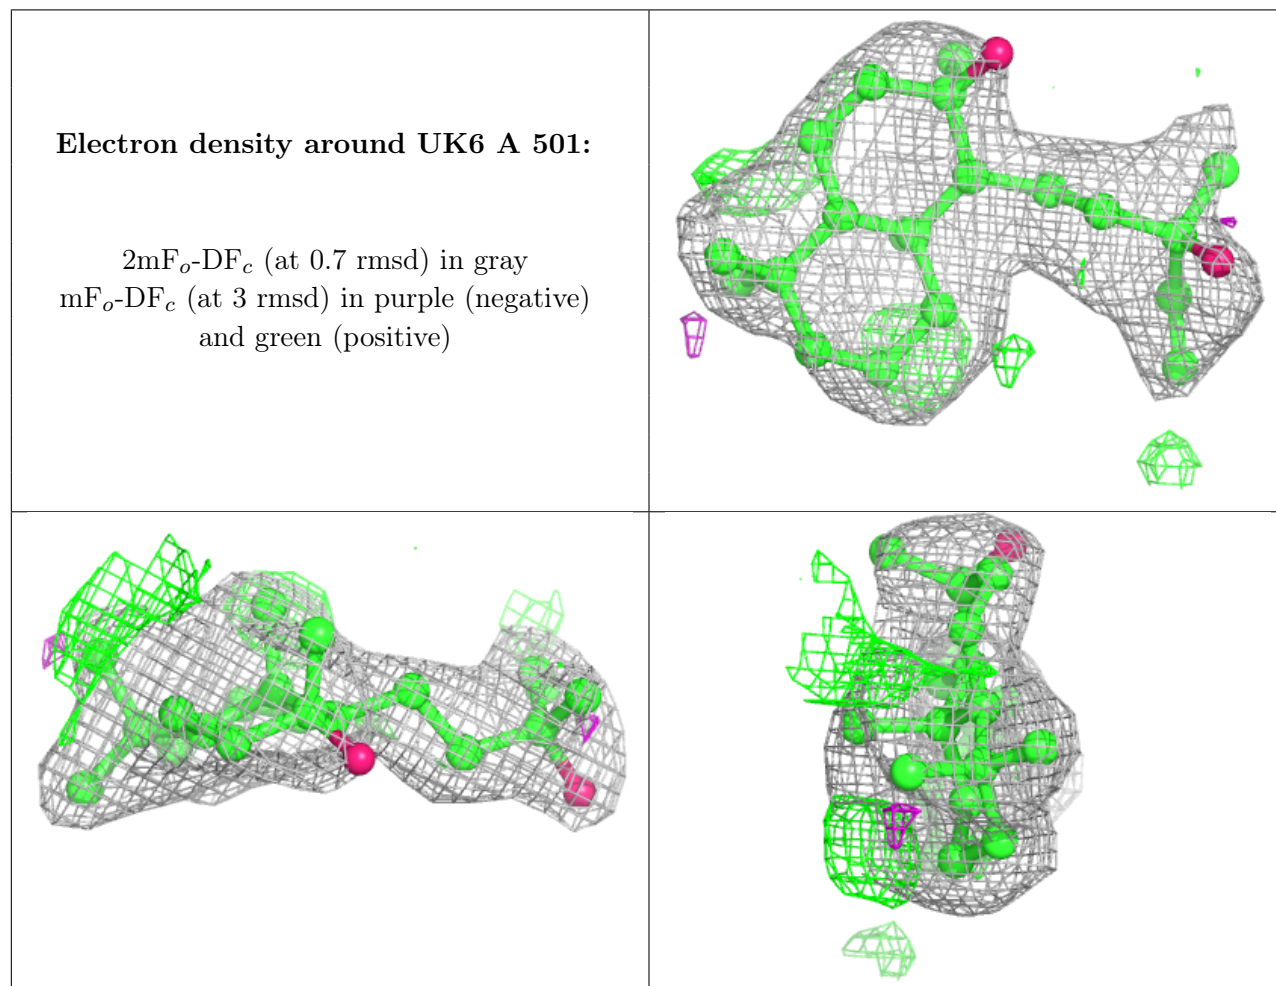 Electron density around UK6 A 501:
2mFo-DFc (at 0.7 rmsd) in gray
mFo-DFc (at 3 rmsd) in purple (negative)
and green (positive)